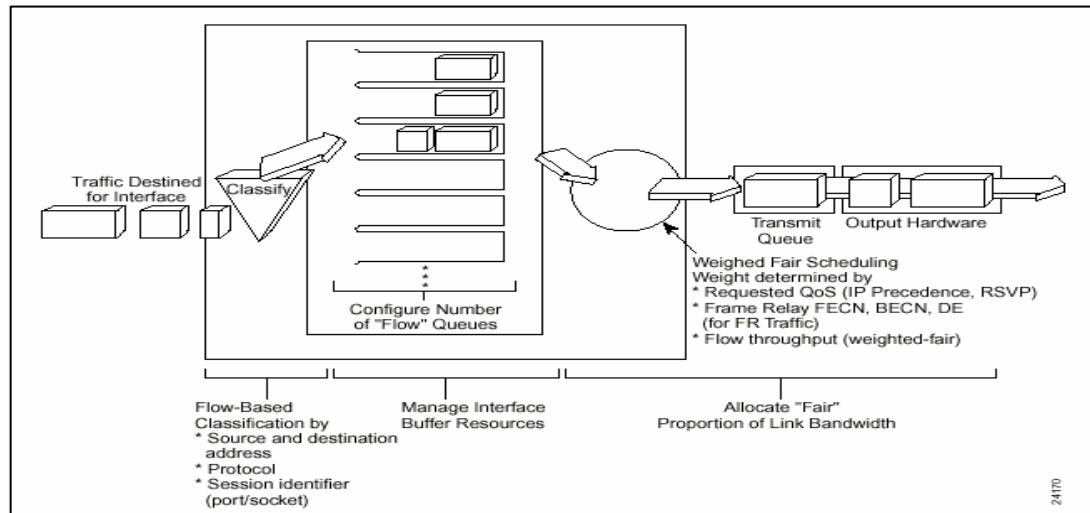 Traffic Destined
for Interface
Classify
*
*
*
Configure Number
of "Flow" Queues
Transmit
Queue
Output Hardware
Weighed Fair Scheduling
Weight determined by
* Requested QoS (IP Precedence, RSVP)
* Frame Relay FECN, BECN, DE
(for FR Traffic)
* Flow throughput (weighted-fair)
Flow-Based
Classification by
* Source and destination
address
* Protocol
* Session identifier
(port/socket)
Manage Interface
Buffer Resources
Allocate "Fair"
Proportion of Link Bandwidth
24170